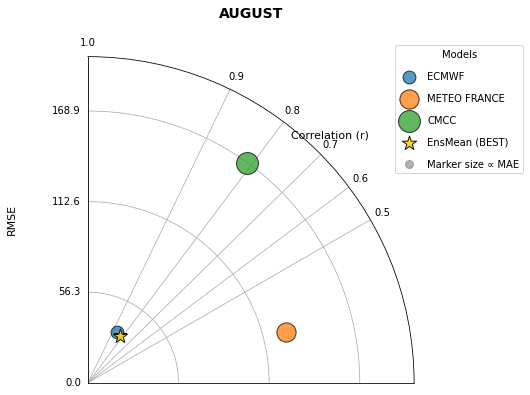 AUGUST
1.0
0.9
0.8
Correlation (r)
0.7
0.6
0.5
168.9
112.6
56.3
0.0
RMSE
Models
ECMWF
METEO FRANCE
CMCC
EnsMean (BEST)
Marker size ∝ MAE